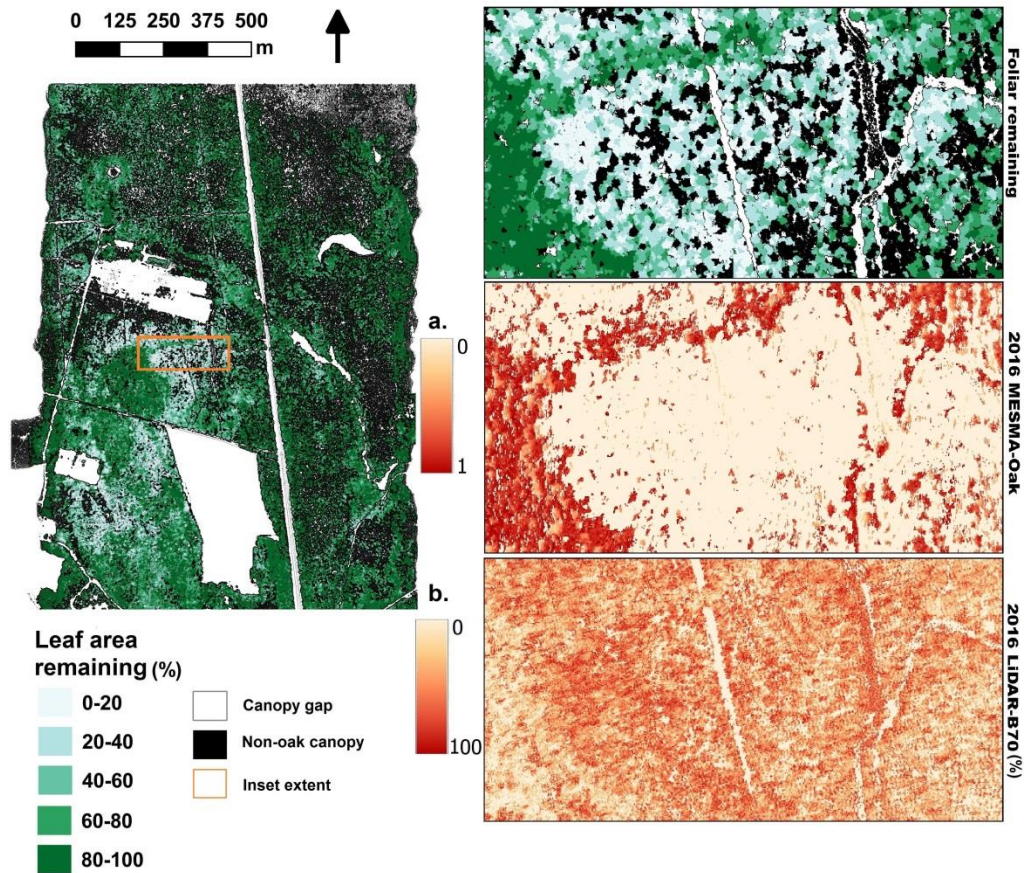 0 125 250 375 500
m
a.
0
1
b.
0
100
Leaf area
remaining (%)
0-20
20-40
40-60
60-80
80-100
Canopy gap
Non-oak canopy
Inset extent
Foliar remaining
2016 MESMA-Oak
2016 LiDAR-B70 (%)